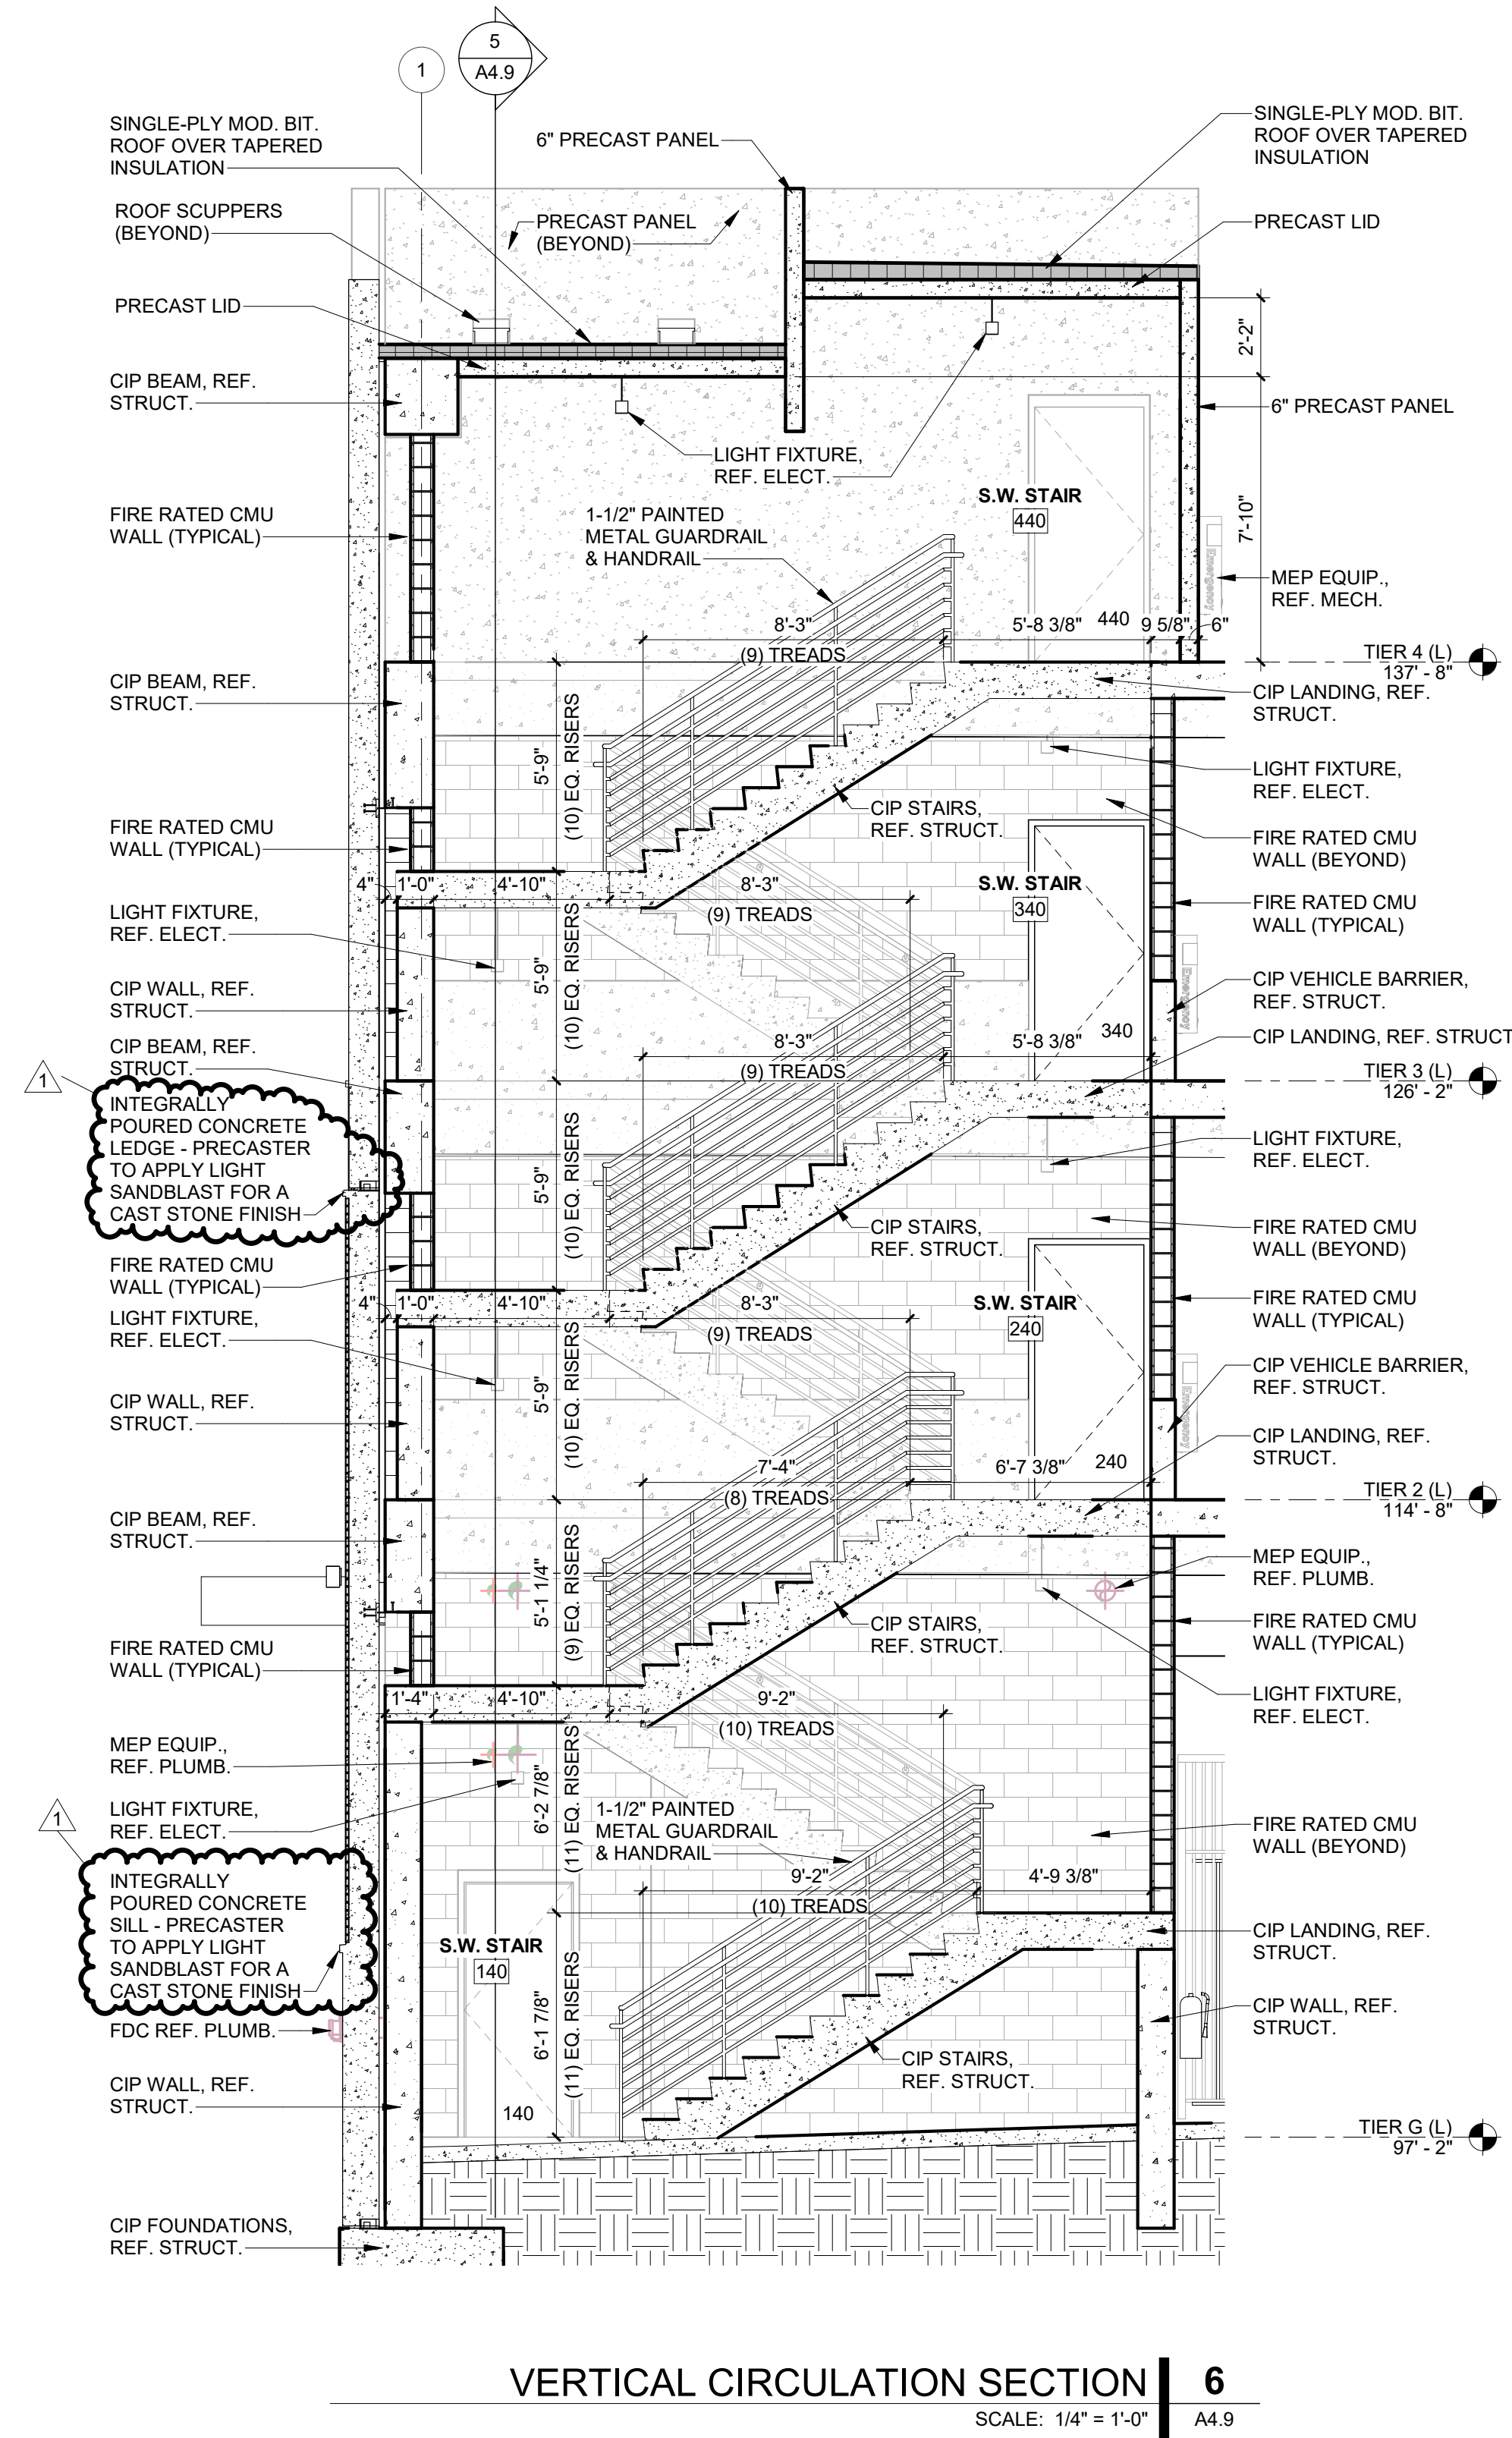 5
A4.9
1
SINGLE-PLY MOD. BIT.
ROOF OVER TAPERED
INSULATION
6" PRECAST PANEL
SINGLE-PLY MOD. BIT.
ROOF OVER TAPERED
INSULATION
ROOF SCUPPERS
(BEYOND)
PRECAST PANEL
(BEYOND)
PRECAST LID
PRECAST LID
2'-2"
CIP BEAM, REF.
STRUCT.
6" PRECAST PANEL
LIGHT FIXTURE,
REF. ELECT.
S.W. STAIR
440
7'-10"
FIRE RATED CMU
WALL (TYPICAL)
1-1/2" PAINTED
METAL GUARDRAIL
& HANDRAIL
Emergency
MEP EQUIP.,
REF. MECH.
8'-3"
(9) TREADS
5'-8 3/8"
440
9 5/8"
6"
TIER 4 (L)
137' - 8"
CIP BEAM, REF.
STRUCT.
CIP LANDING, REF.
STRUCT.
5'-9"
(10) EQ. RISERS
LIGHT FIXTURE,
REF. ELECT.
CIP STAIRS,
REF. STRUCT.
FIRE RATED CMU
WALL (TYPICAL)
FIRE RATED CMU
WALL (BEYOND)
4"
1'-0"
4'-10"
8'-3"
(9) TREADS
S.W. STAIR
340
LIGHT FIXTURE,
REF. ELECT.
FIRE RATED CMU
WALL (TYPICAL)
5'-9"
(10) EQ. RISERS
CIP WALL, REF.
STRUCT.
Emergency
CIP VEHICLE BARRIER,
REF. STRUCT.
8'-3"
(9) TREADS
5'-8 3/8"
340
CIP LANDING, REF. STRUCT
CIP BEAM, REF.
STRUCT.
TIER 3 (L)
126' - 2"
1
INTEGRALLY
POURED CONCRETE
LEDGE - PRECASTER
TO APPLY LIGHT
SANDBLAST FOR A
CAST STONE FINISH
5'-9"
(10) EQ. RISERS
LIGHT FIXTURE,
REF. ELECT.
CIP STAIRS,
REF. STRUCT.
FIRE RATED CMU
WALL (BEYOND)
FIRE RATED CMU
WALL (TYPICAL)
4"
1'-0"
4'-10"
8'-3"
(9) TREADS
S.W. STAIR
240
FIRE RATED CMU
WALL (TYPICAL)
LIGHT FIXTURE,
REF. ELECT.
5'-9"
(10) EQ. RISERS
CIP WALL, REF.
STRUCT.
Emergency
CIP VEHICLE BARRIER,
REF. STRUCT.
7'-4"
(8) TREADS
6'-7 3/8"
240
CIP LANDING, REF.
STRUCT.
TIER 2 (L)
114' - 8"
CIP BEAM, REF.
STRUCT.
5'-1 1/4"
(9) EQ. RISERS
MEP EQUIP.,
REF. PLUMB.
CIP STAIRS,
REF. STRUCT.
FIRE RATED CMU
WALL (TYPICAL)
FIRE RATED CMU
WALL (TYPICAL)
1'-4"
4'-10"
9'-2"
(10) TREADS
LIGHT FIXTURE,
REF. ELECT.
MEP EQUIP.,
REF. PLUMB.
6'-2 7/8"
(11) EQ. RISERS
LIGHT FIXTURE,
REF. ELECT.
1-1/2" PAINTED
METAL GUARDRAIL
& HANDRAIL
FIRE RATED CMU
WALL (BEYOND)
1
INTEGRALLY
POURED CONCRETE
SILL - PRECASTER
TO APPLY LIGHT
SANDBLAST FOR A
CAST STONE FINISH
9'-2"
(10) TREADS
4'-9 3/8"
CIP LANDING, REF.
STRUCT.
S.W. STAIR
140
6'-1 7/8"
(11) EQ. RISERS
CIP WALL, REF.
STRUCT.
FDC REF. PLUMB.
CIP STAIRS,
REF. STRUCT.
CIP WALL, REF.
STRUCT.
140
TIER G (L)
97' - 2"
CIP FOUNDATIONS,
REF. STRUCT.
VERTICAL CIRCULATION SECTION
6
SCALE: 1/4" = 1'-0"
A4.9